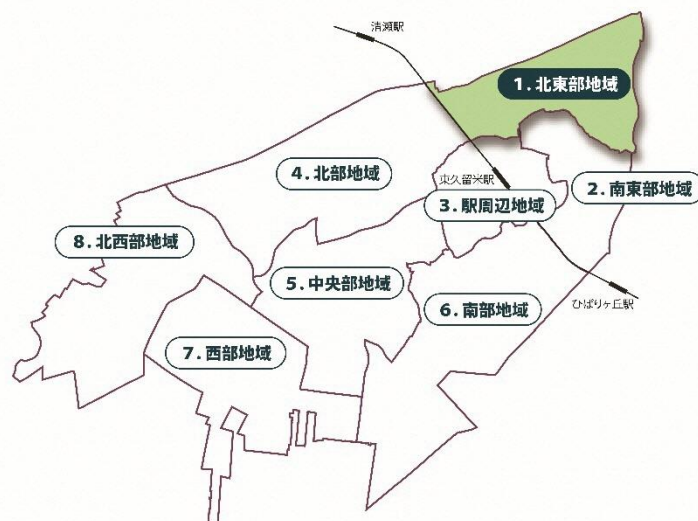 清瀬駅
1.北東部地域
4.北部地域
東久留米駅
2.南東部地域
3.駅周辺地域
8.北西部地域
5.中央部地域
6.南部地域
ひばりヶ丘駅
7.西部地域